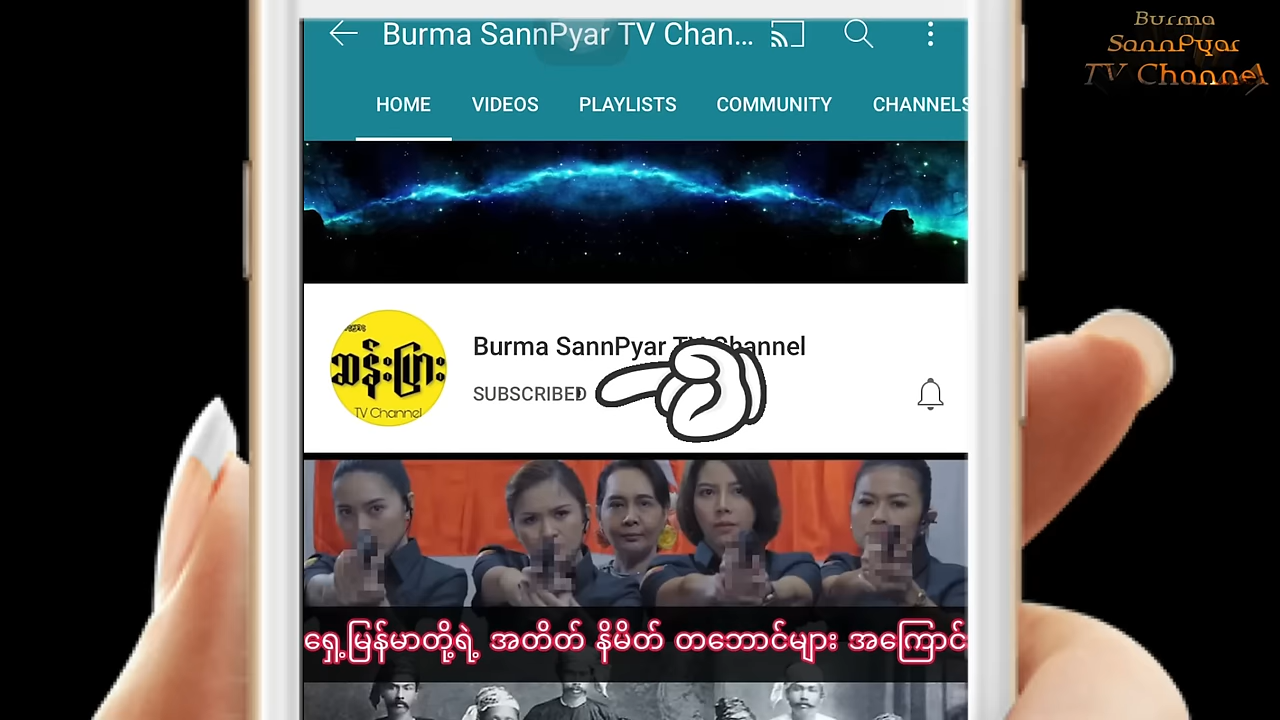 Burma SannPyar TV Chan...
HOME VIDEOS PLAYLISTS COMMUNITY CHANNELS
Burma
SannPyar
TV Channel
ဆန်းပြား
TV Channel
Burma SannPyar TV Channel
SUBSCRIBED
ရှေ့မြန်မာတို့ရဲ့ အတိတ် နိမိတ် တဘောင်များ အကြောင်း